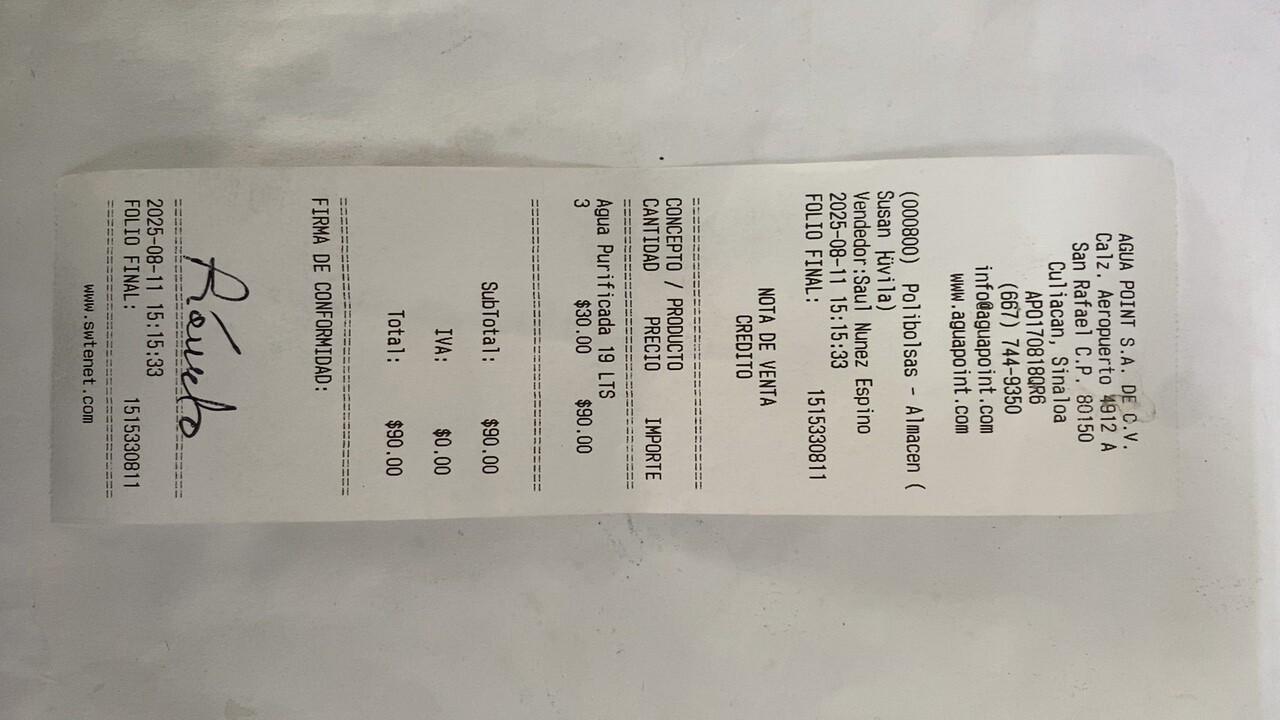 AGUA POINT S.A. DE C.V.
Calz. Aeropuerto 4912 A
San Rafael C.P. 80150
Culiacan, Sinaloa
APO170818QR6
(667) 744-9350
info@aguapoint.com
www.aguapoint.com
(000800) Polibolsas - Almacen (
Susan Hivila)
Vendedor:Saul Nunez Espino
2025-08-11 15:15:33
FOLIO FINAL: 1515330811
NOTA DE VENTA
CREDITO
CONCEPTO / PRODUCTO
CANTIDAD PRECIO IMPORTE
Agua Purificada 19 LTS
3 $30.00 $90.00
SubTotal: $90.00
IVA: $0.00
Total: $90.00
FIRMA DE CONFORMIDAD:
2025-08-11 15:15:33
FOLIO FINAL: 1515330811
www.swtenet.com